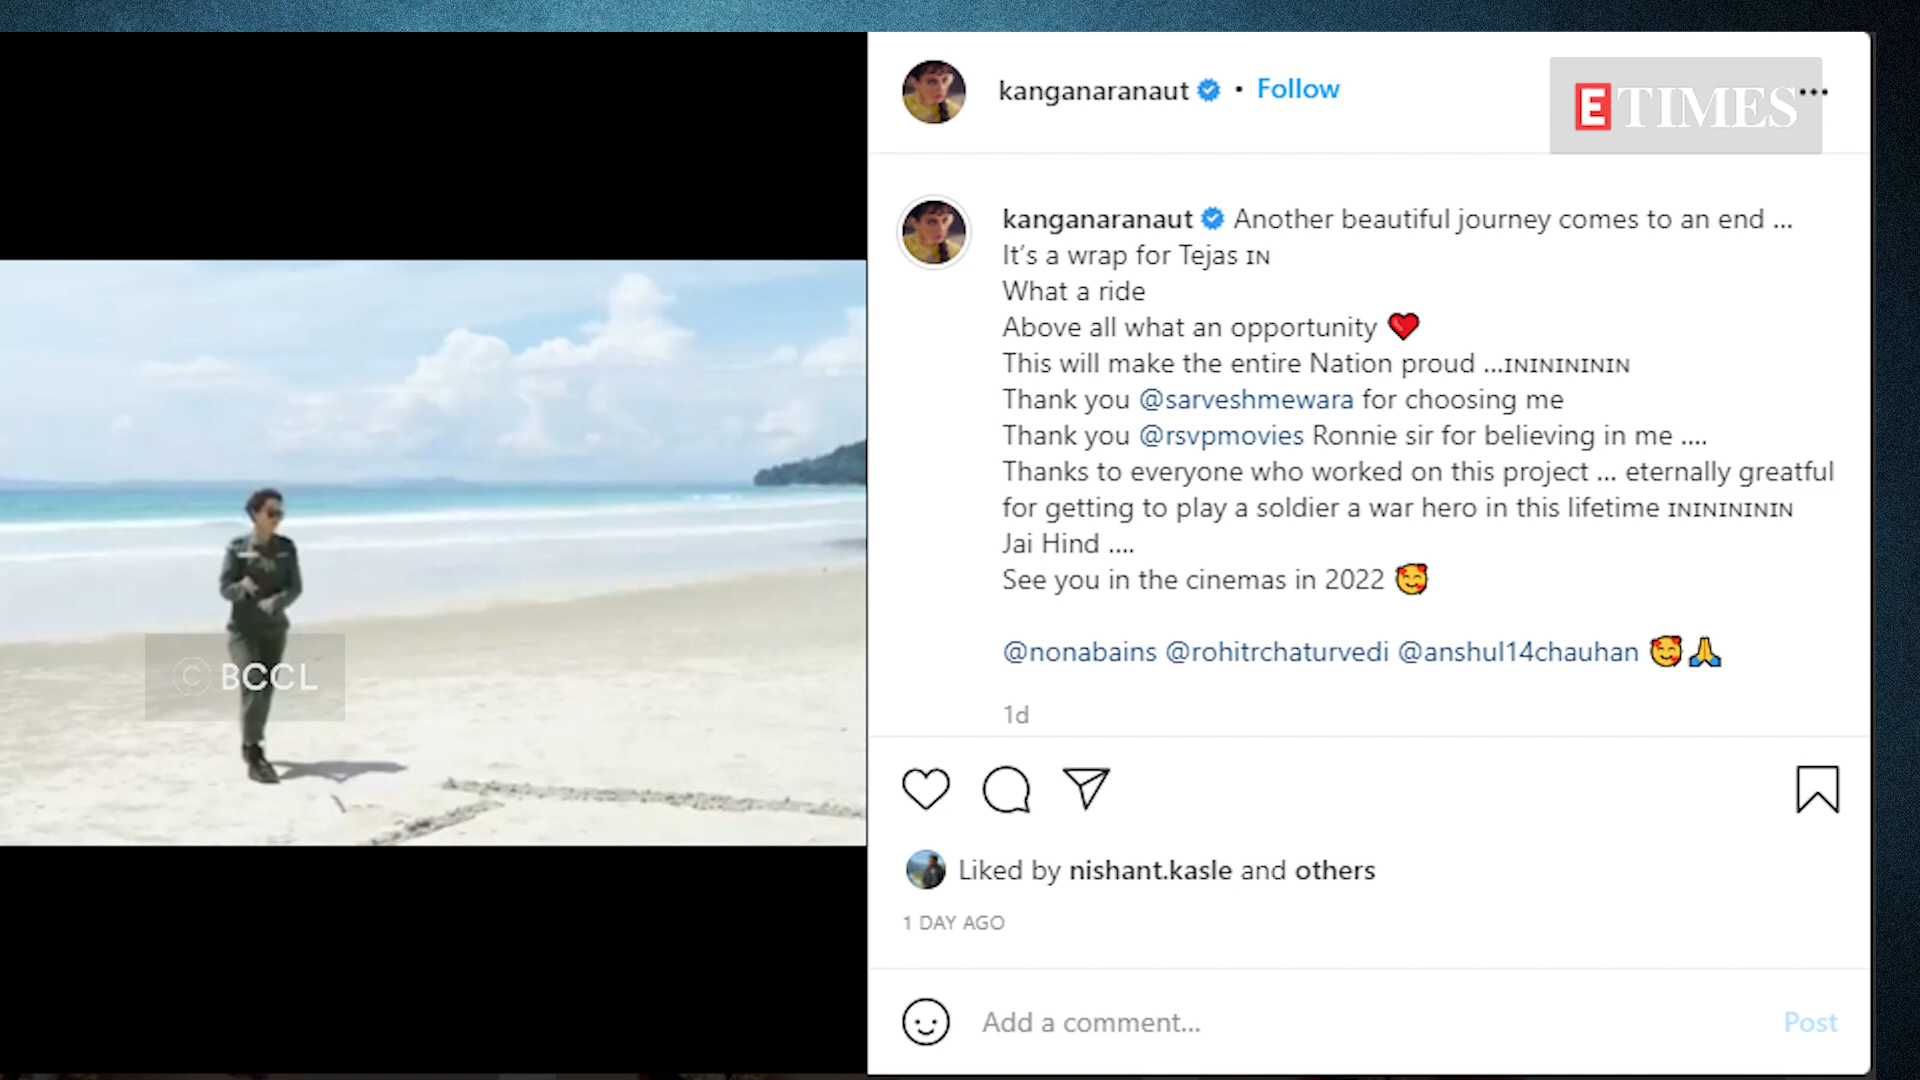 kanganaranaut • Follow
E TIMES
kanganaranaut Another beautiful journey comes to an end ...
It's a wrap for Tejas IN
What a ride
Above all what an opportunity ❤️
This will make the entire Nation proud ...ININININ
Thank you @sarveshmewara for choosing me
Thank you @rsvpmovies Ronnie sir for believing in me ....
Thanks to everyone who worked on this project ... eternally greatful
for getting to play a soldier a war hero in this lifetime ININININ
Jai Hind ....
See you in the cinemas in 2022 🥰
@nonabains @rohitrchaturvedi @anshul14chauhan 🥰🙏
1d
Liked by nishant.kasle and others
1 DAY AGO
Add a comment...
Post
© BCCL